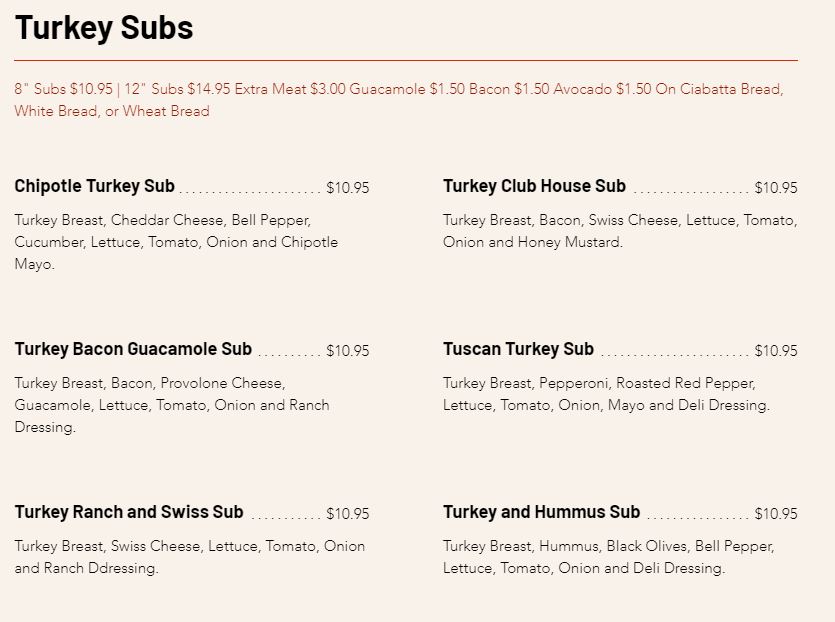 Turkey Subs
8" Subs $10.95 | 12" Subs $14.95 Extra Meat $3.00 Guacamole $1.50 Bacon $1.50 Avocado $1.50 On Ciabatta Bread,
White Bread, or Wheat Bread
Chipotle Turkey Sub ...................... $10.95
Turkey Breast, Cheddar Cheese, Bell Pepper,
Cucumber, Lettuce, Tomato, Onion and Chipotle
Mayo.
Turkey Club House Sub .................. $10.95
Turkey Breast, Bacon, Swiss Cheese, Lettuce, Tomato,
Onion and Honey Mustard.
Turkey Bacon Guacamole Sub .......... $10.95
Turkey Breast, Bacon, Provolone Cheese,
Guacamole, Lettuce, Tomato, Onion and Ranch
Dressing.
Tuscan Turkey Sub ....................... $10.95
Turkey Breast, Pepperoni, Roasted Red Pepper,
Lettuce, Tomato, Onion, Mayo and Deli Dressing.
Turkey Ranch and Swiss Sub ........... $10.95
Turkey Breast, Swiss Cheese, Lettuce, Tomato, Onion
and Ranch Ddressing.
Turkey and Hummus Sub ................ $10.95
Turkey Breast, Hummus, Black Olives, Bell Pepper,
Lettuce, Tomato, Onion and Deli Dressing.